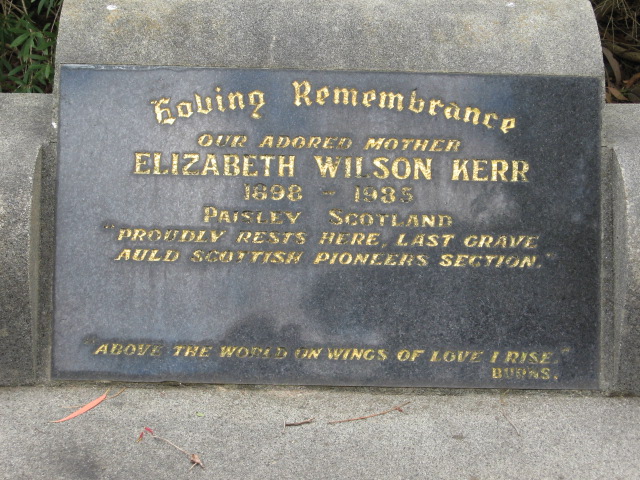 Loving Remembrance
OUR ADORED MOTHER
ELIZABETH WILSON KERR
1898 - 1985
PAISLEY SCOTLAND
"PROUDLY RESTS HERE, LAST GRAVE
AULD SCOTTISH PIONEERS SECTION."
"ABOVE THE WORLD ON WINGS OF LOVE I RISE."
BURNS.